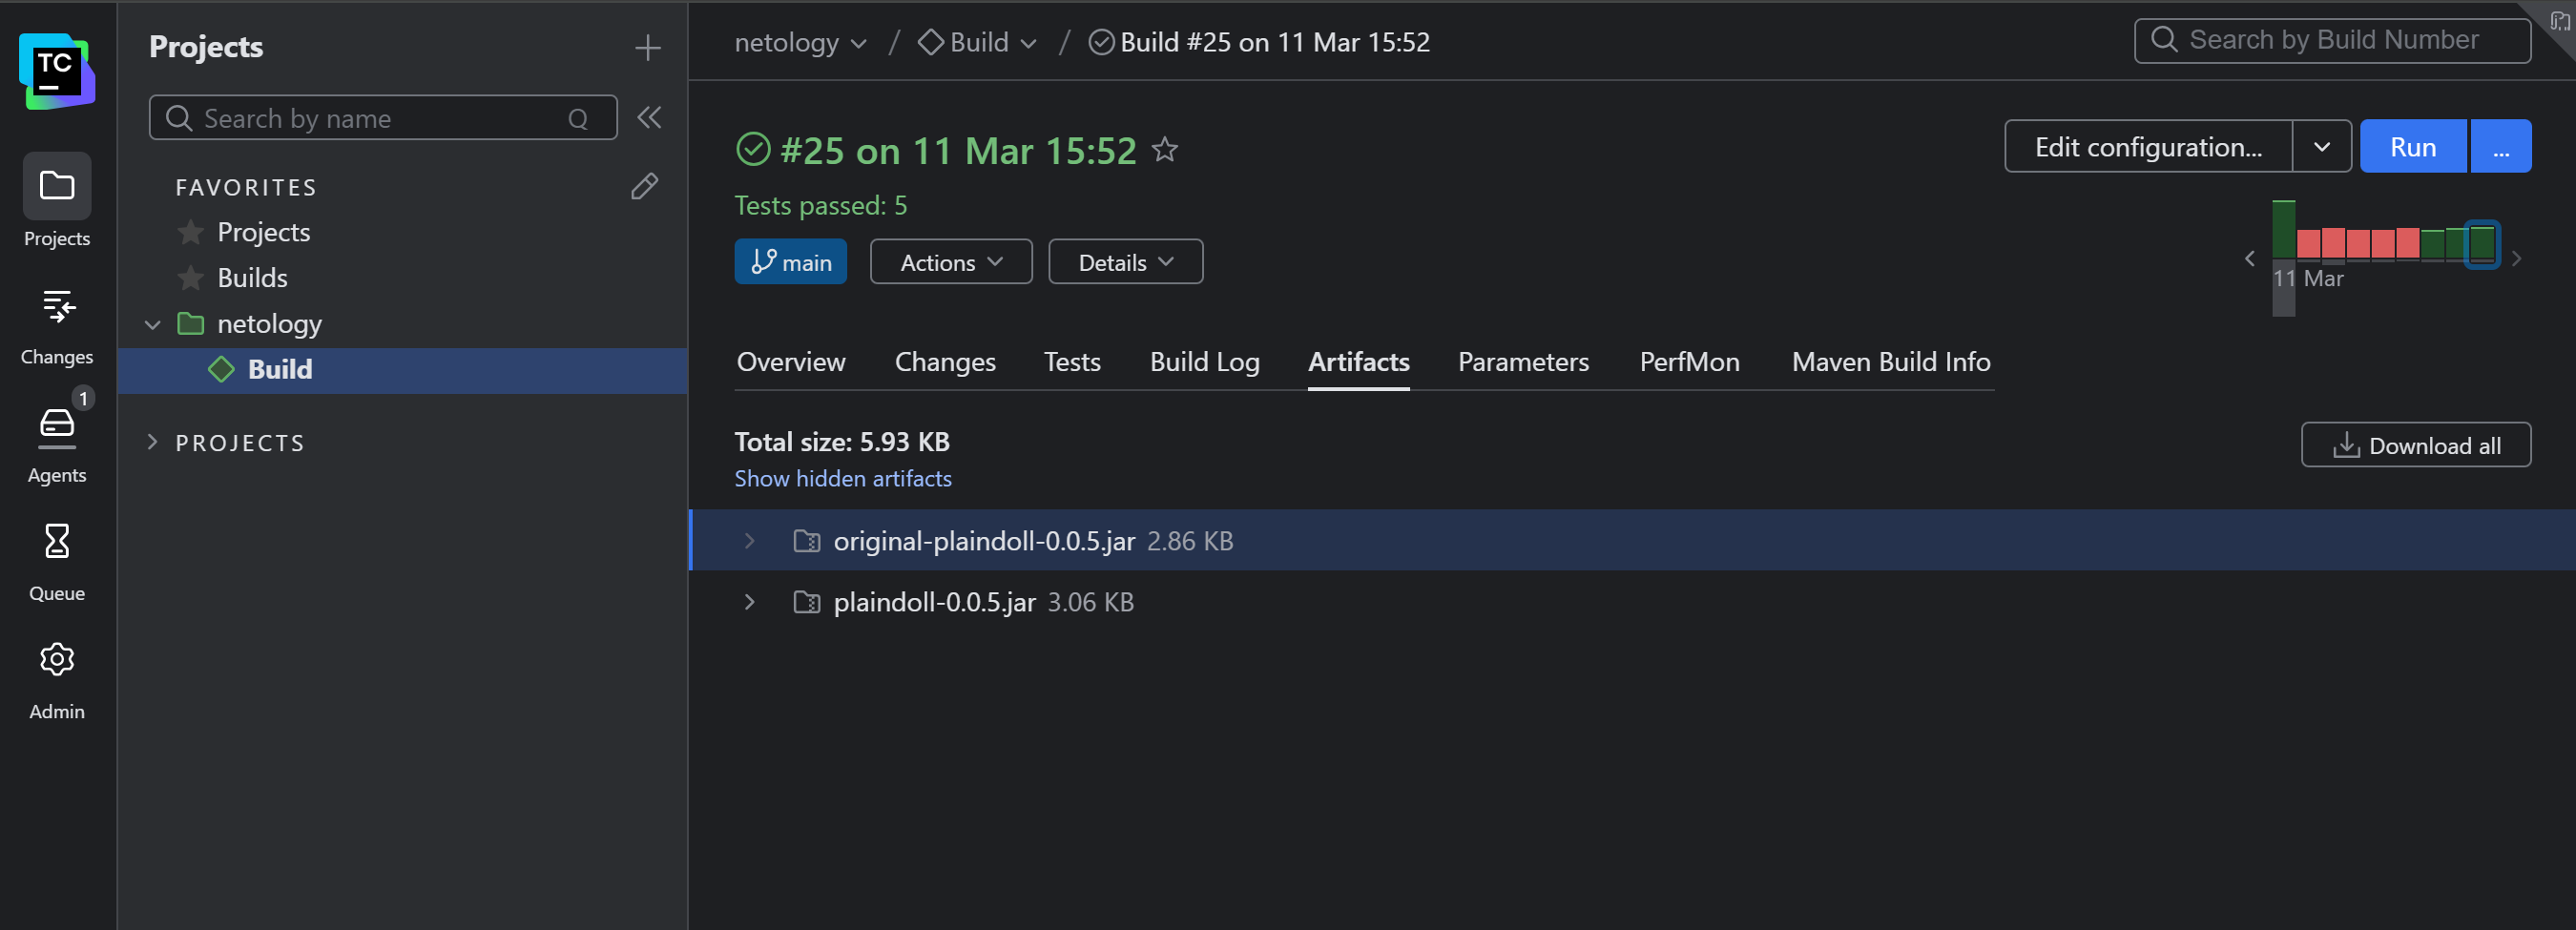 TC
Projects
Changes
1
Agents
Queue
Admin
Projects
Search by name Q
FAVORITES
Projects
Builds
netology
Build
PROJECTS
netology / Build / Build #25 on 11 Mar 15:52
Search by Build Number
#25 on 11 Mar 15:52
Edit configuration...
Run
...
Tests passed: 5
main
Actions
Details
11 Mar
Overview Changes Tests Build Log Artifacts Parameters PerfMon Maven Build Info
Total size: 5.93 KB
Download all
Show hidden artifacts
original-plaindoll-0.0.5.jar 2.86 KB
plaindoll-0.0.5.jar 3.06 KB